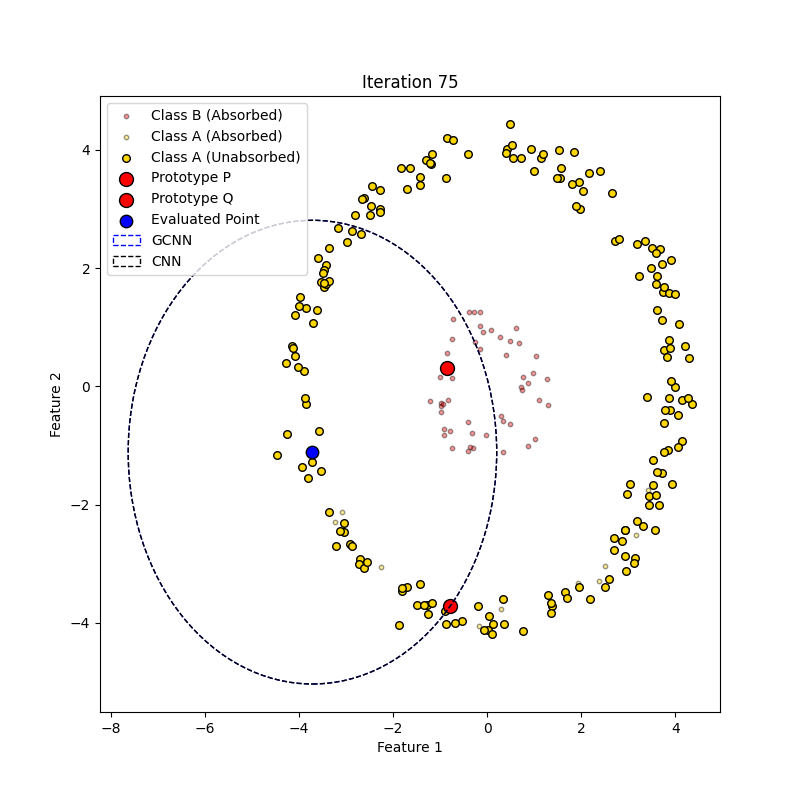 Iteration 75
Class B (Absorbed)
Class A (Absorbed)
Class A (Unabsorbed)
Prototype P
Prototype Q
Evaluated Point
GCNN
CNN
4
2
0
−2
−4
Feature 2
−8
−6
−4
−2
0
2
4
Feature 1